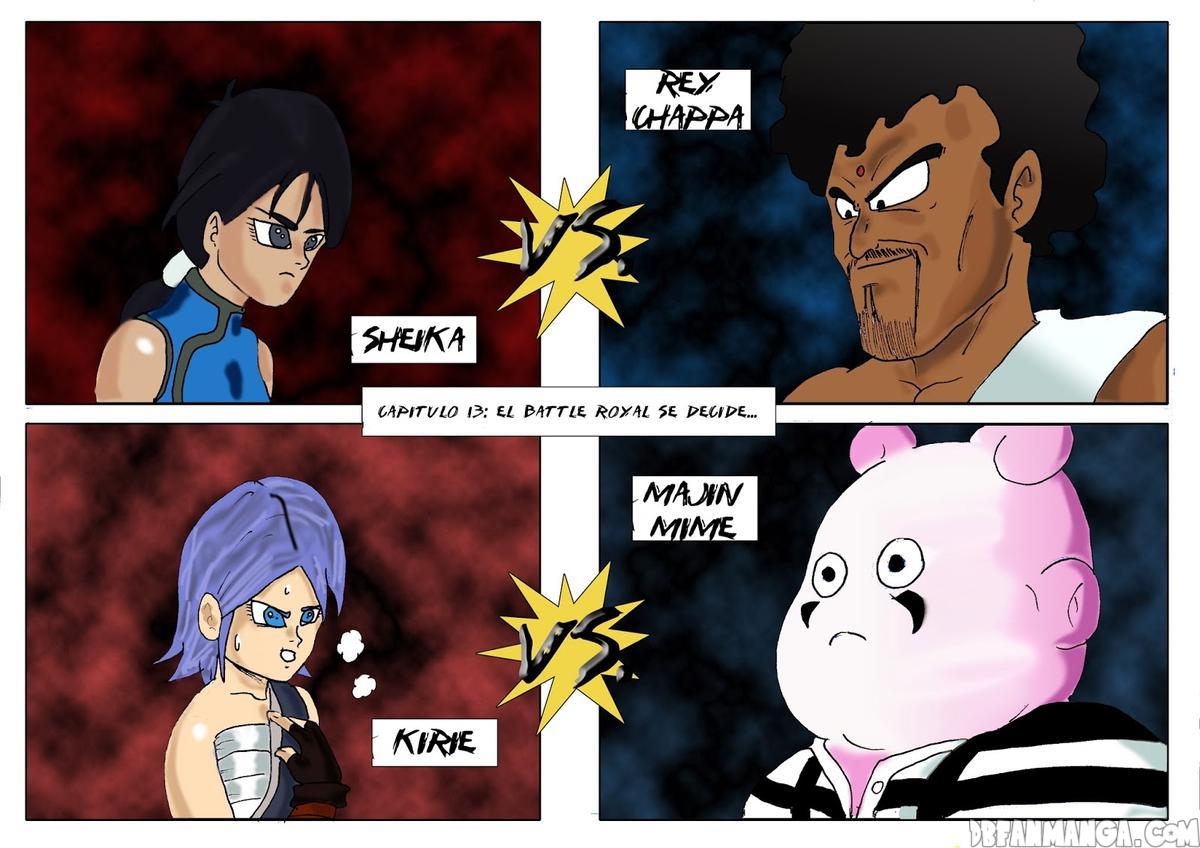 REY
CHAPPA
VS.
SHEIKA
CAPITULO 13: EL BATTLE ROYAL SE DECIDE...
MAJIN
MIME
VS.
KIRIE
DBFANMANGA.COM